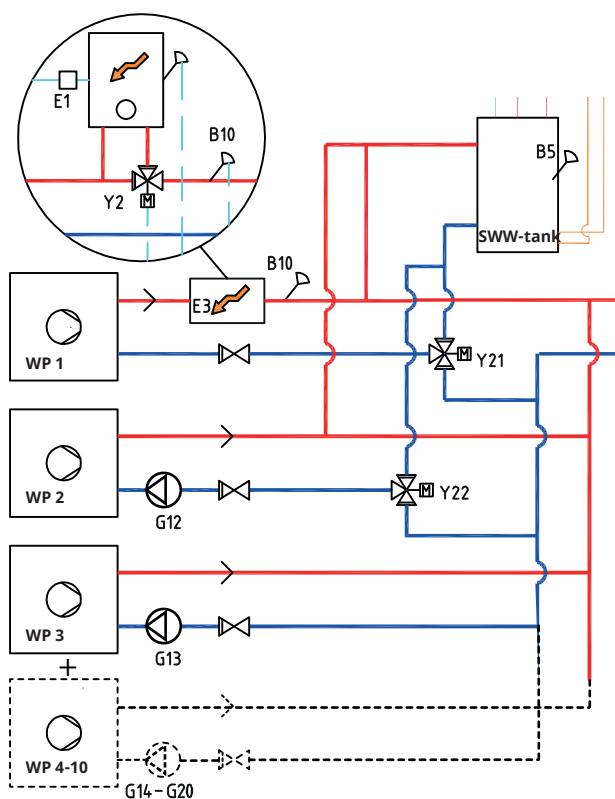 E1
B10
Y2
M
B5
SWW-tank
B10
E3
WP 1
M
Y21
WP 2
M
Y22
G12
WP 3
G13
+
WP 4-10
G14-G20